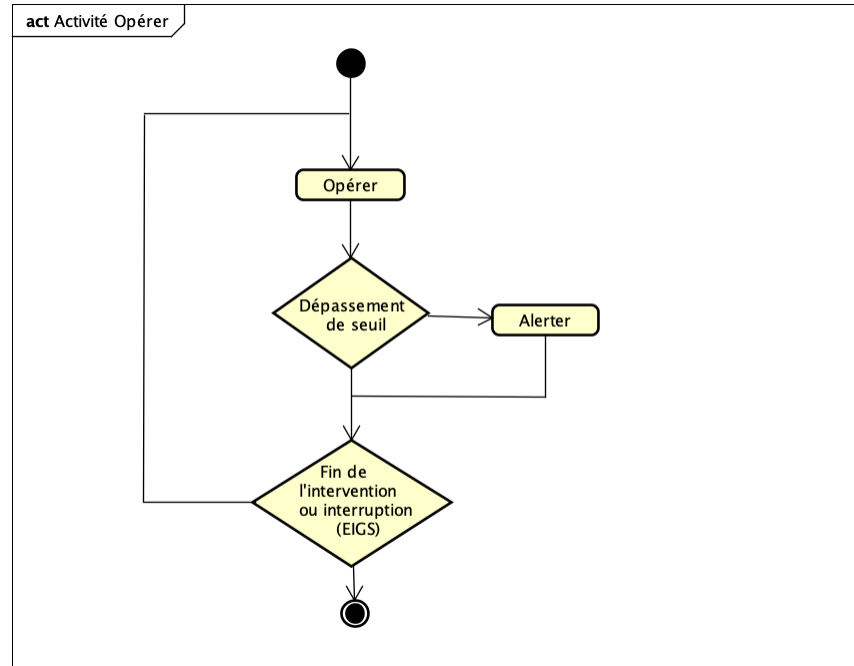 act Activité Opérer
Opérer
Dépassement
de seuil
Alerter
Fin de
l'intervention
ou interruption
(EIGS)